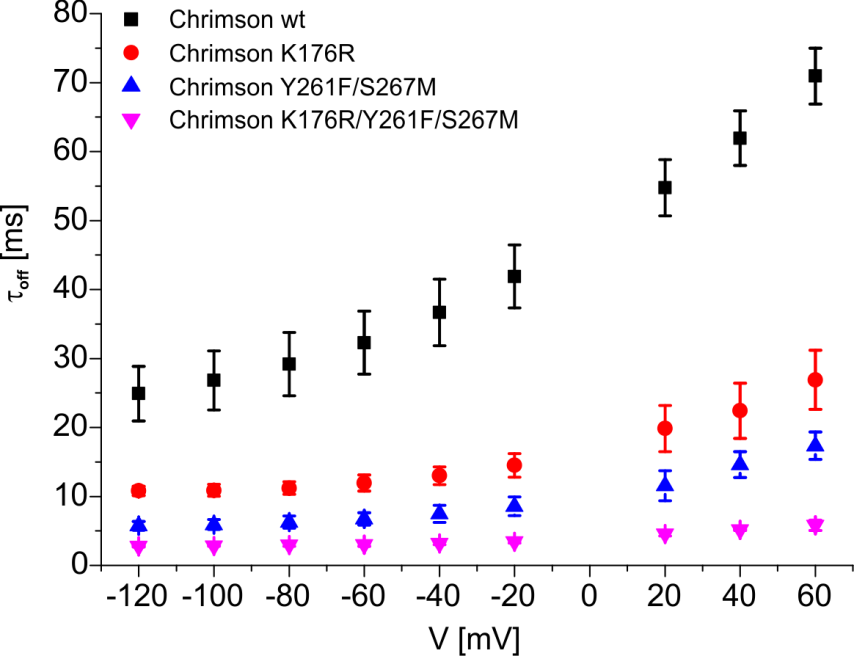 80
70
60
50
40
30
20
10
0
τoff [ms]
Chrimson wt
Chrimson K176R
Chrimson Y261F/S267M
Chrimson K176R/Y261F/S267M
-120 -100 -80 -60 -40 -20 0 20 40 60
V [mV]